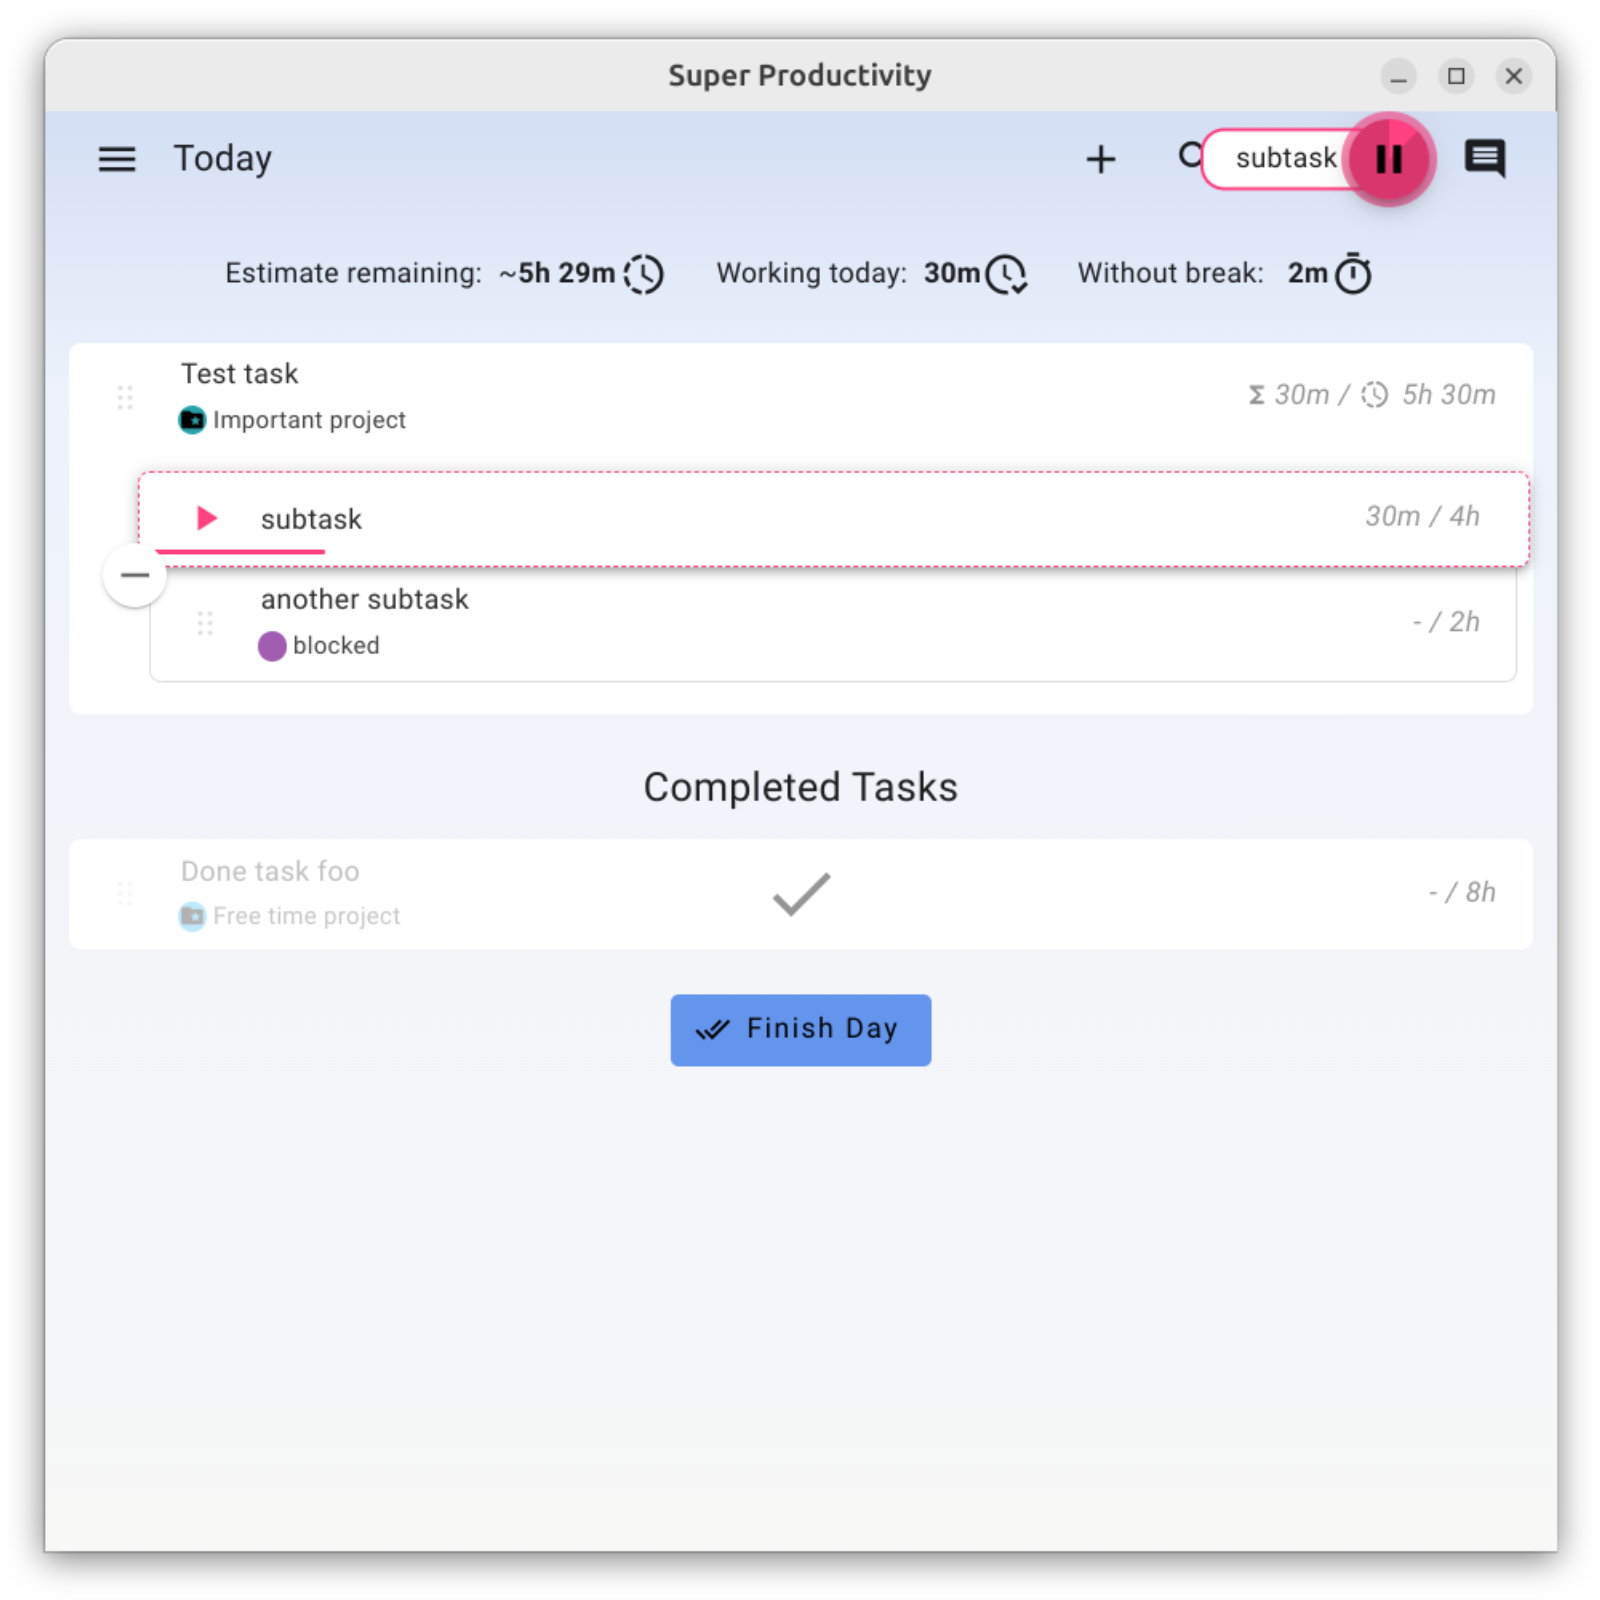 Super Productivity
Today
subtask
Estimate remaining: ~5h 29m Working today: 30m Without break: 2m
Test task
Σ 30m / 5h 30m
Important project
subtask
30m / 4h
another subtask
- / 2h
blocked
Completed Tasks
Done task foo
- / 8h
Free time project
Finish Day